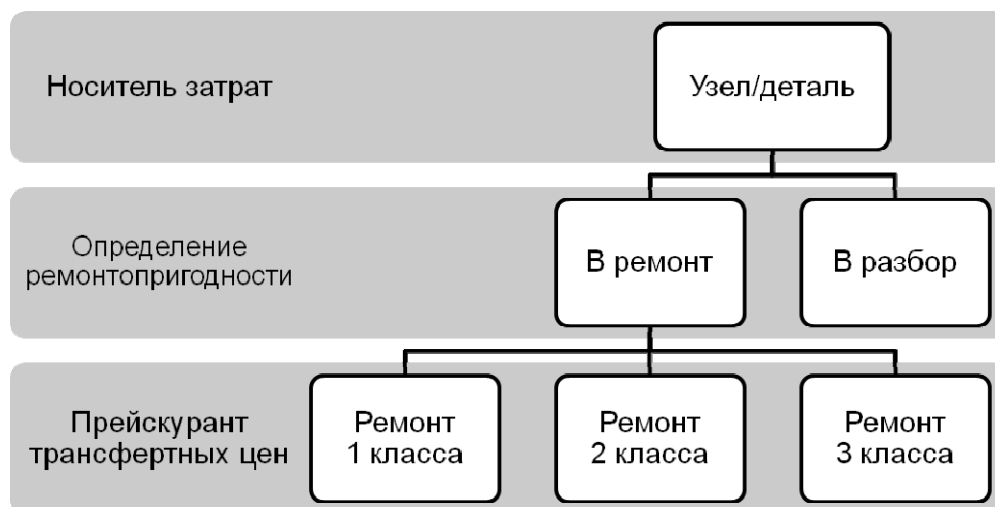 Носитель затрат
Узел/деталь
Определение
ремонтопригодности
В ремонт
В разбор
Прейскурант
трансфертных цен
Ремонт
1 класса
Ремонт
2 класса
Ремонт
3 класса